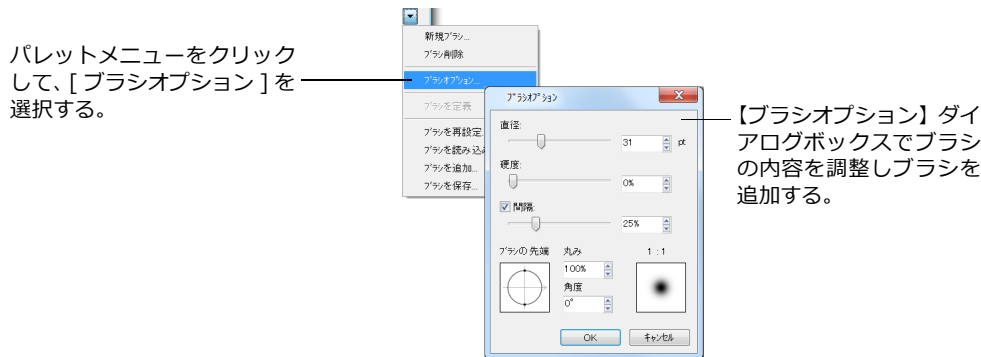 パレットメニューをクリック
して、[ ブラシオプション ] を
選択する。
新規ブラシ...
ブラシ削除
ブラシオプション...
ブラシを定義
ブラシを再設定
ブラシを読み込み
ブラシを追加...
ブラシを保存...
ブラシオプション
直径:
31 pt
硬度:
0%
間隔:
25%
ブラシの先端 丸み 1 : 1
100%
角度
0°
OK キャンセル
【ブラシオプション】ダイ
アログボックスでブラシ
の内容を調整しブラシを
追加する。